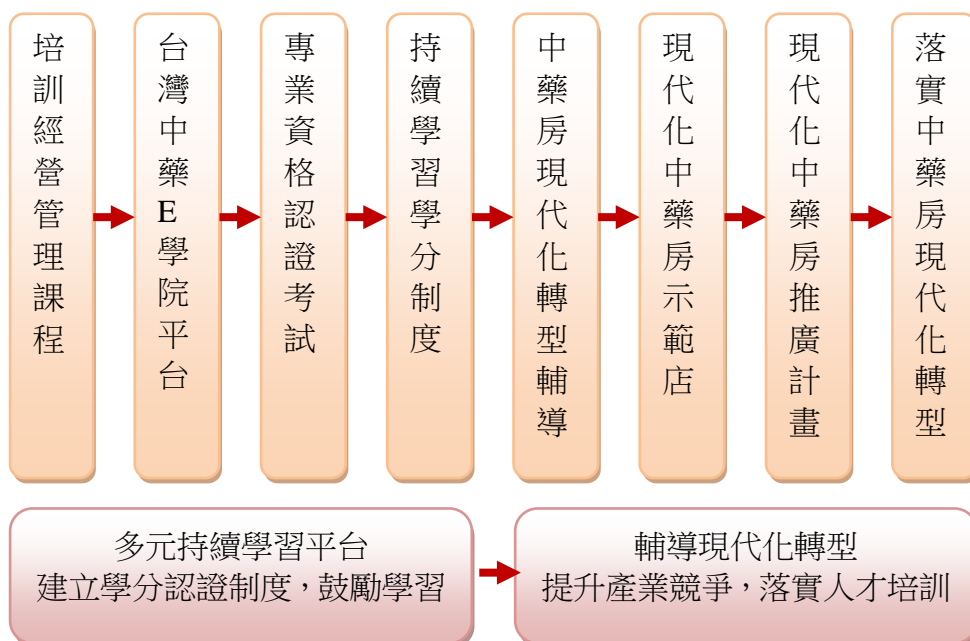 培訓經營管理課程
台灣中藥E學院平台
專業資格認證考試
持續學習學分制度
中藥房現代化轉型輔導
現代化中藥房示範店
現代化中藥房推廣計畫
落實中藥房現代化轉型
多元持續學習平台
建立學分認證制度，鼓勵學習
輔導現代化轉型
提升產業競爭，落實人才培訓